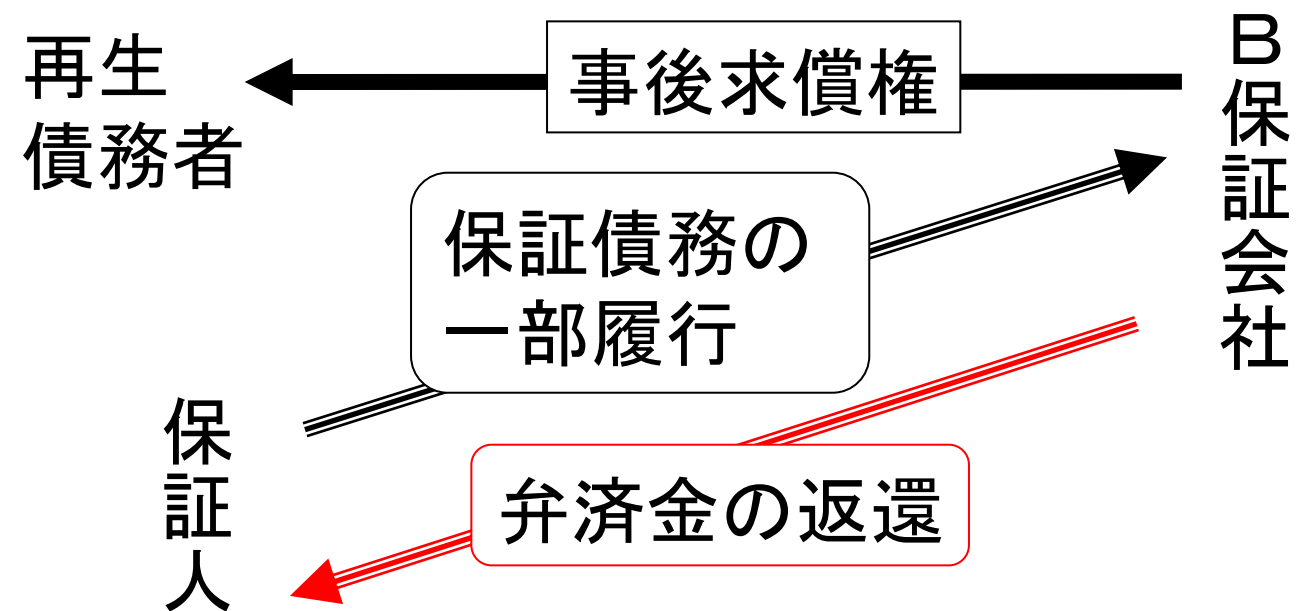 再生
債務者
事後求償権
B保証会社
保証債務の
一部履行
保証人
弁済金の返還